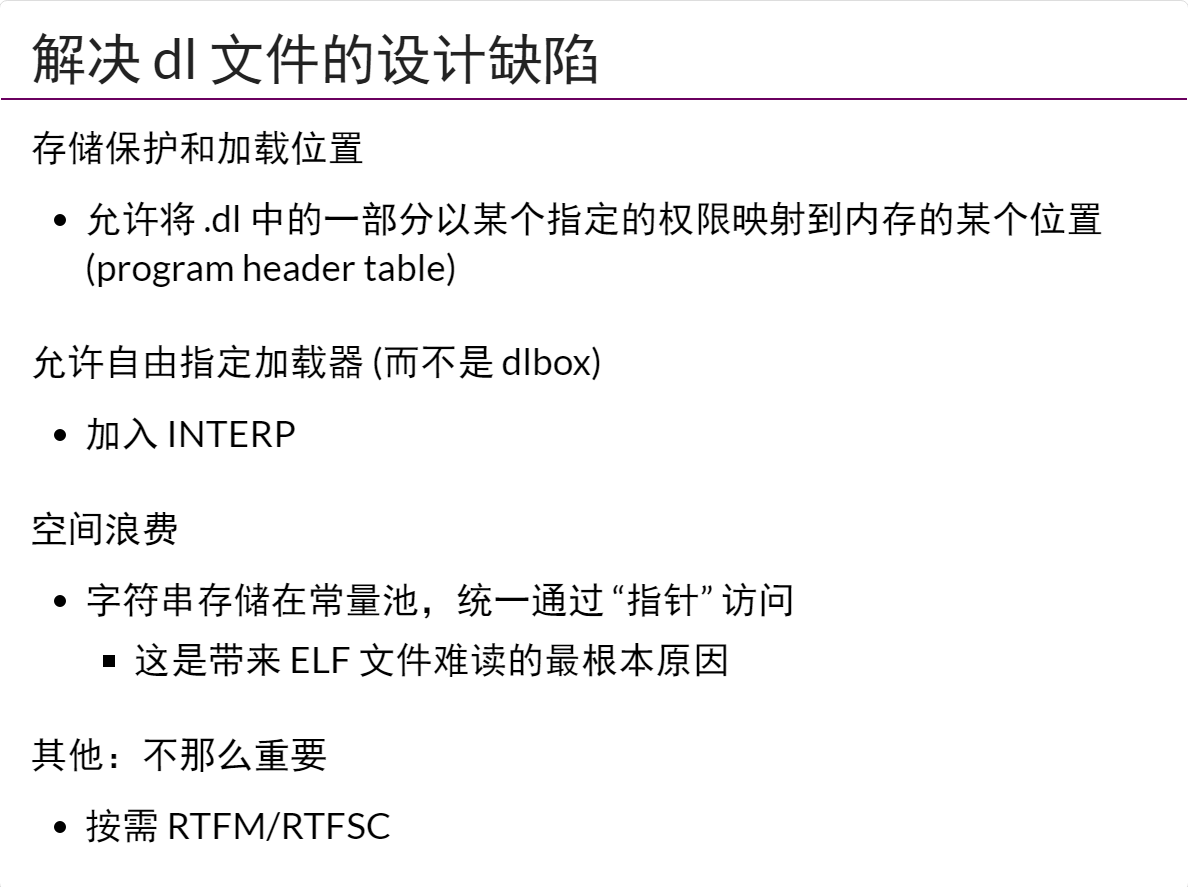 解决 dl 文件的设计缺陷
存储保护和加载位置
允许将 .dl 中的一部分以某个指定的权限映射到内存的某个位置
(program header table)
允许自由指定加载器 (而不是 dlbox)
加入 INTERP
空间浪费
字符串存储在常量池，统一通过 “指针” 访问
这是带来 ELF 文件难读的最根本原因
其他：不那么重要
按需 RTFM/RTFSC